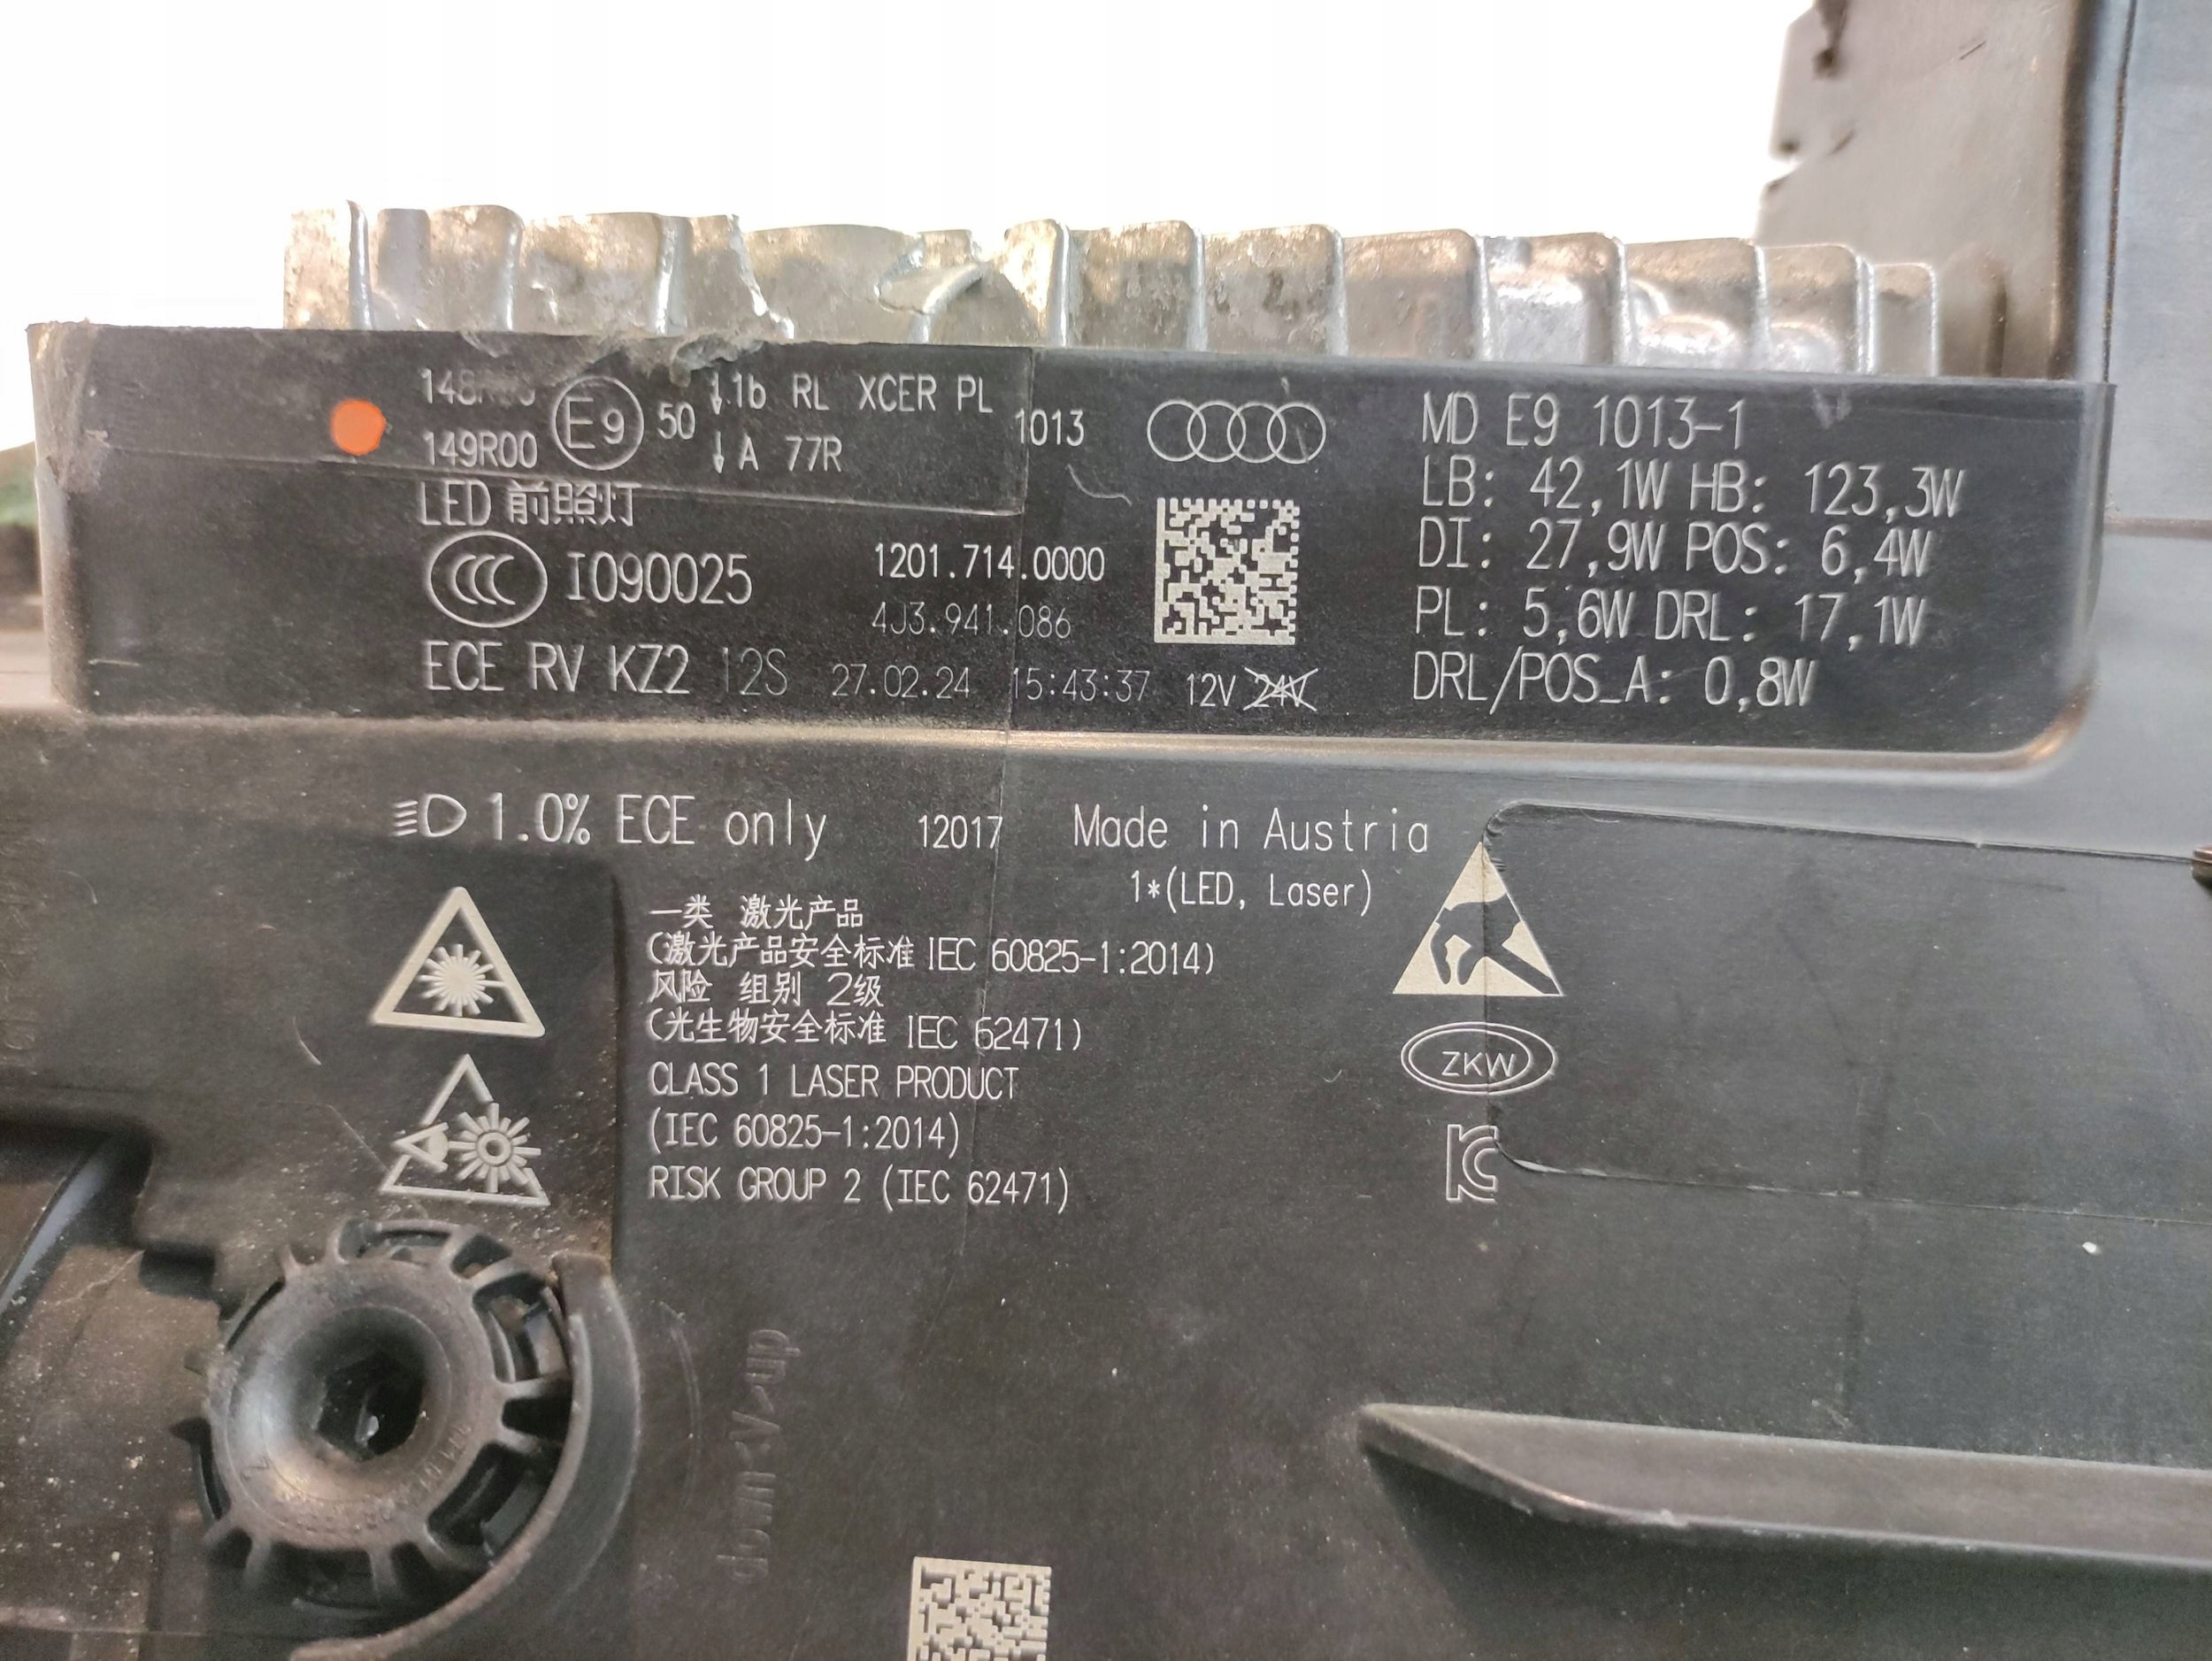 149R00 E9 50 ↓1b RL XCER PL
↓A 77R 1013
LED 前照灯
CCC I090025
1201.714.0000
4J3.941.086
ECE RV KZ2 I2S 27.02.24 15:43:37 12V 24V
MD E9 1013-1
LB: 42,1W HB: 123,3W
DI: 27,9W POS: 6,4W
PL: 5,6W DRL: 17,1W
DRL/POS_A: 0,8W
1.0% ECE only 12017 Made in Austria
1*(LED, Laser)
一类 激光产品
(激光产品安全标准 IEC 60825-1:2014)
风险 组别 2级
(光生物安全标准 IEC 62471)
CLASS 1 LASER PRODUCT
(IEC 60825-1:2014)
RISK GROUP 2 (IEC 62471)
ZKW
KC
down<V>up